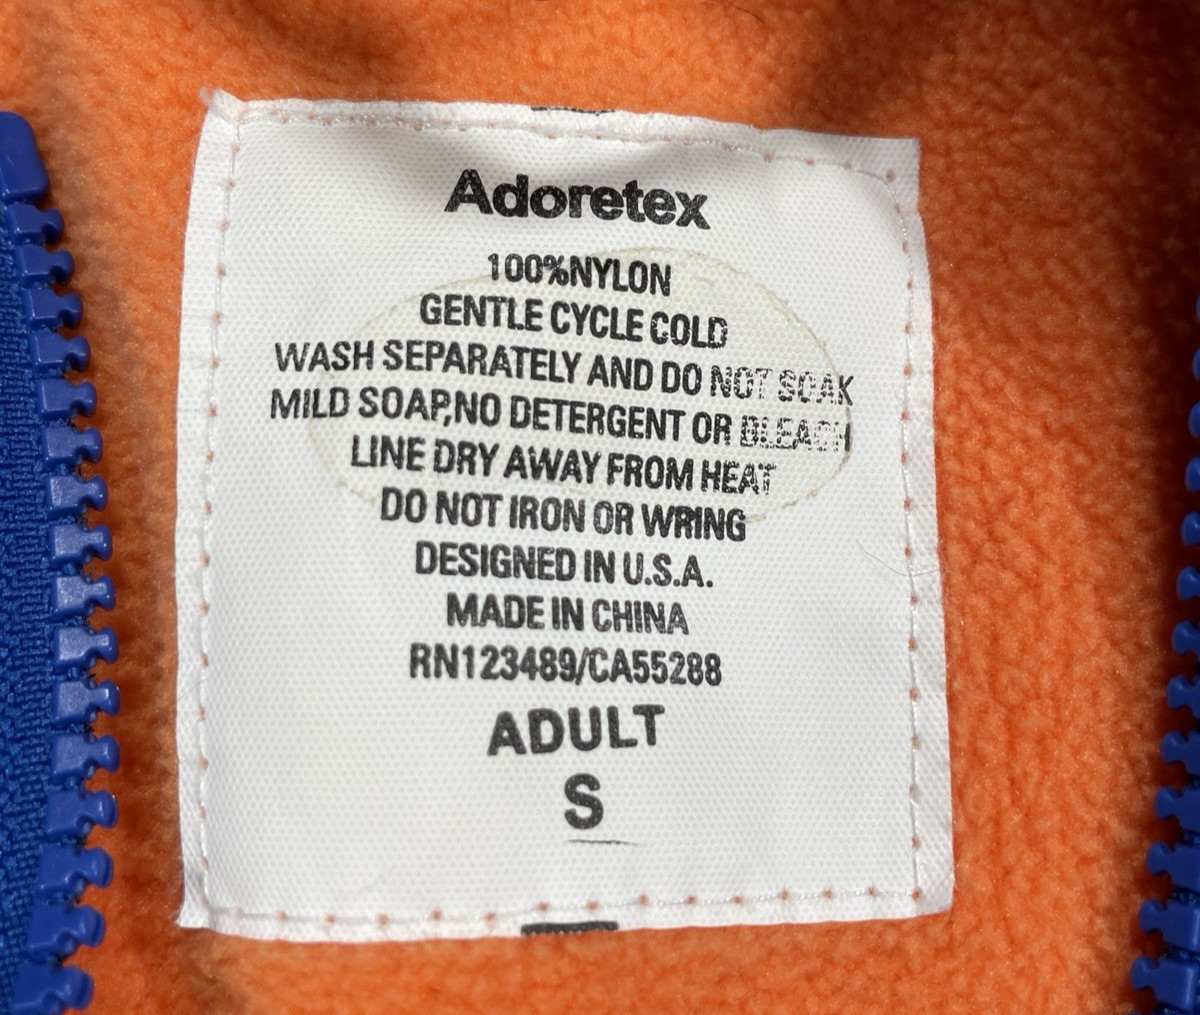 Adoretex
100%NYLON
GENTLE CYCLE COLD
WASH SEPARATELY AND DO NOT SOAK
MILD SOAP,NO DETERGENT OR BLEACH
LINE DRY AWAY FROM HEAT
DO NOT IRON OR WRING
DESIGNED IN U.S.A.
MADE IN CHINA
RN123489/CA55288
ADULT
S